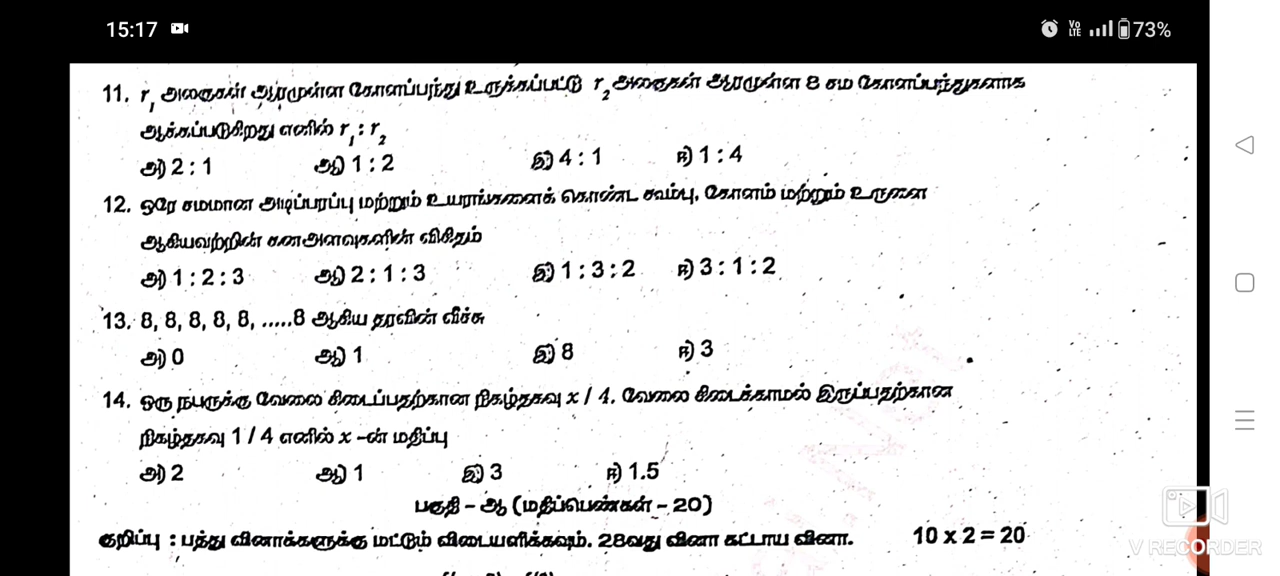 15:17 Vo LTE 73%
11. r₁ அலகுகள் ஆரமுள்ள கோளப்பந்து உருக்கப்பட்டு r₂ அலகுகள் ஆரமுள்ள 8 சம கோளப்பந்துகளாக
ஆக்கப்படுகிறது எனில் r₁ : r₂
அ) 2 : 1 ஆ) 1 : 2 இ) 4 : 1 ஈ) 1 : 4
12. ஒரே சமமான அடிப்பரப்பு மற்றும் உயரங்களைக் கொண்ட கூம்பு, கோளம் மற்றும் உருளை
ஆகியவற்றின் கனஅளவுகளின் விகிதம்
அ) 1 : 2 : 3 ஆ) 2 : 1 : 3 இ) 1 : 3 : 2 ஈ) 3 : 1 : 2
13. 8, 8, 8, 8, 8, .....8 ஆகிய தரவின் வீச்சு
அ) 0 ஆ) 1 இ) 8 ஈ) 3
14. ஒரு நபருக்கு வேலை கிடைப்பதற்கான நிகழ்தகவு x / 4. வேலை கிடைக்காமல் இருப்பதற்கான
நிகழ்தகவு 1 / 4 எனில் x -ன் மதிப்பு
அ) 2 ஆ) 1 இ) 3 ஈ) 1.5
பகுதி - ஆ (மதிப்பெண்கள் - 20)
குறிப்பு : பத்து வினாக்களுக்கு மட்டும் விடையளிக்கவும். 28வது வினா கட்டாய வினா. 10 x 2 = 20
V RECORDER